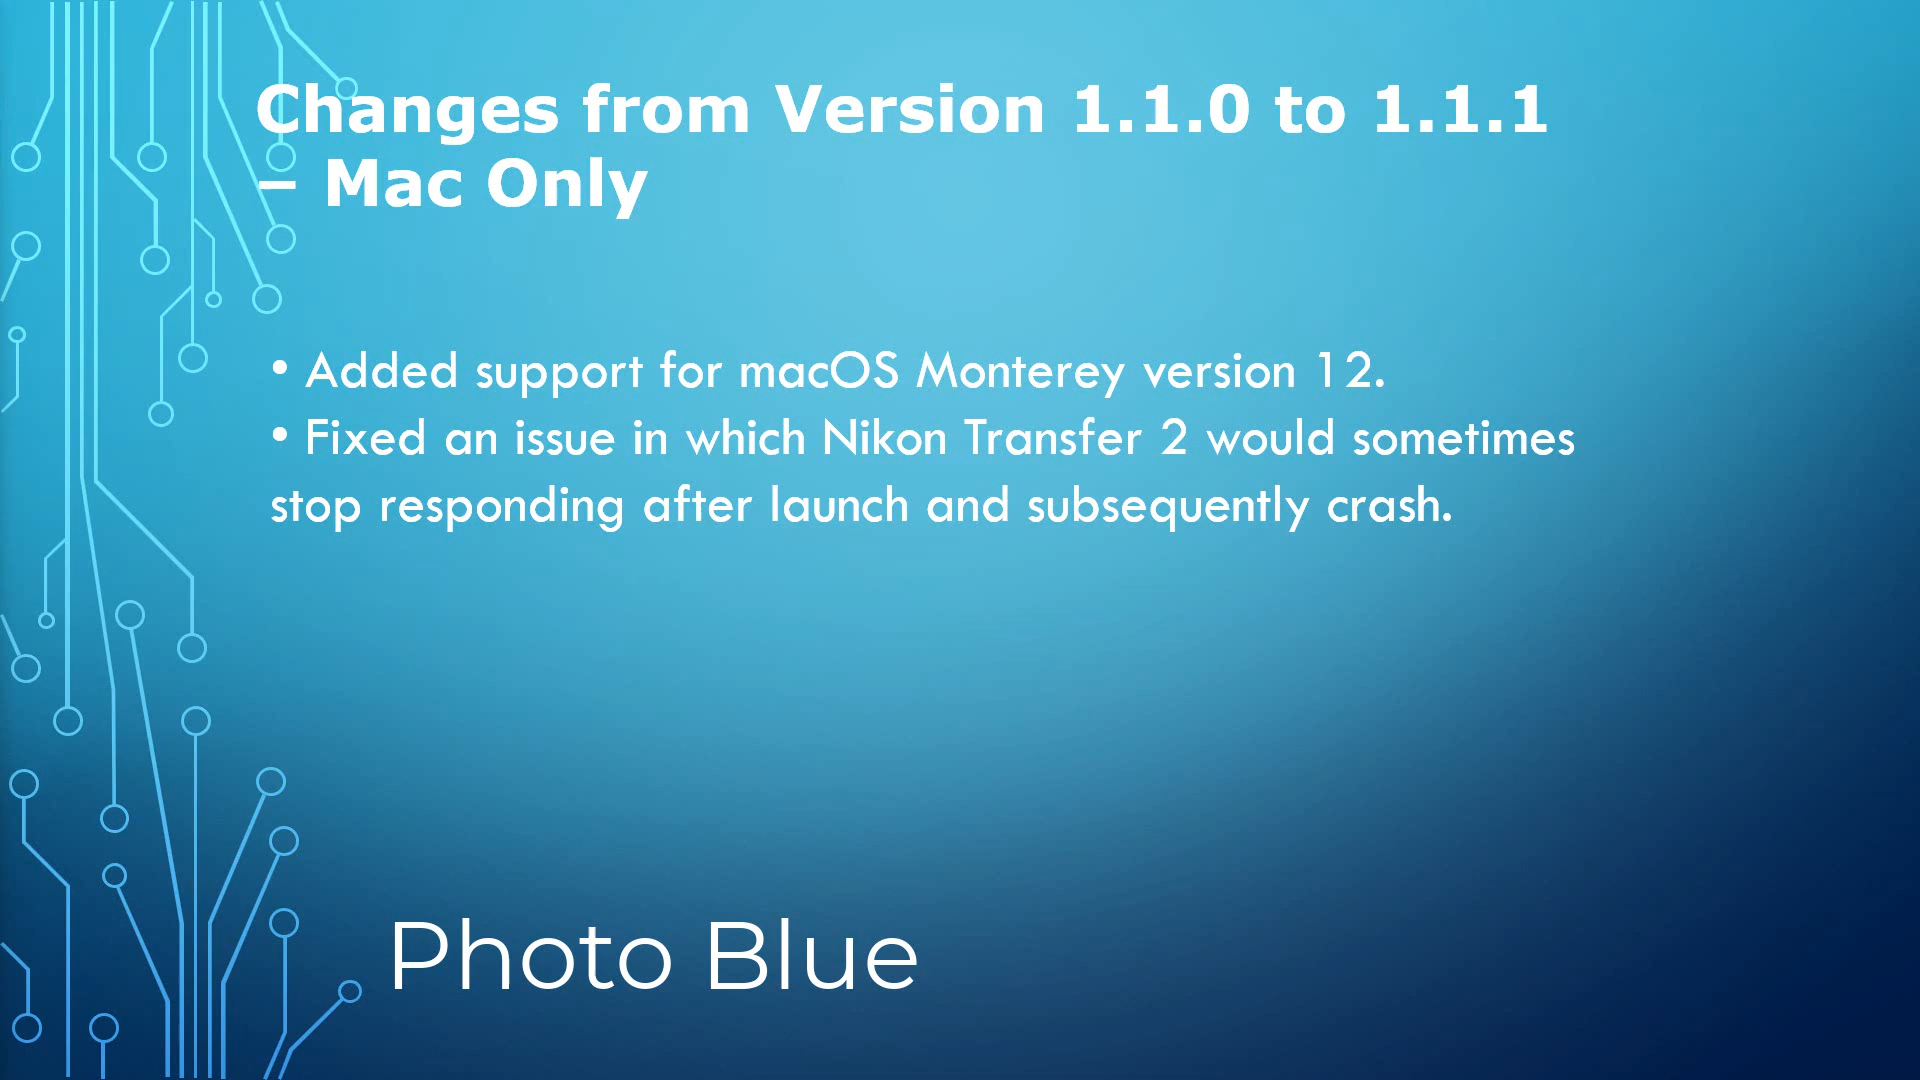 Changes from Version 1.1.0 to 1.1.1
– Mac Only
• Added support for macOS Monterey version 12.
• Fixed an issue in which Nikon Transfer 2 would sometimes
stop responding after launch and subsequently crash.
Photo Blue